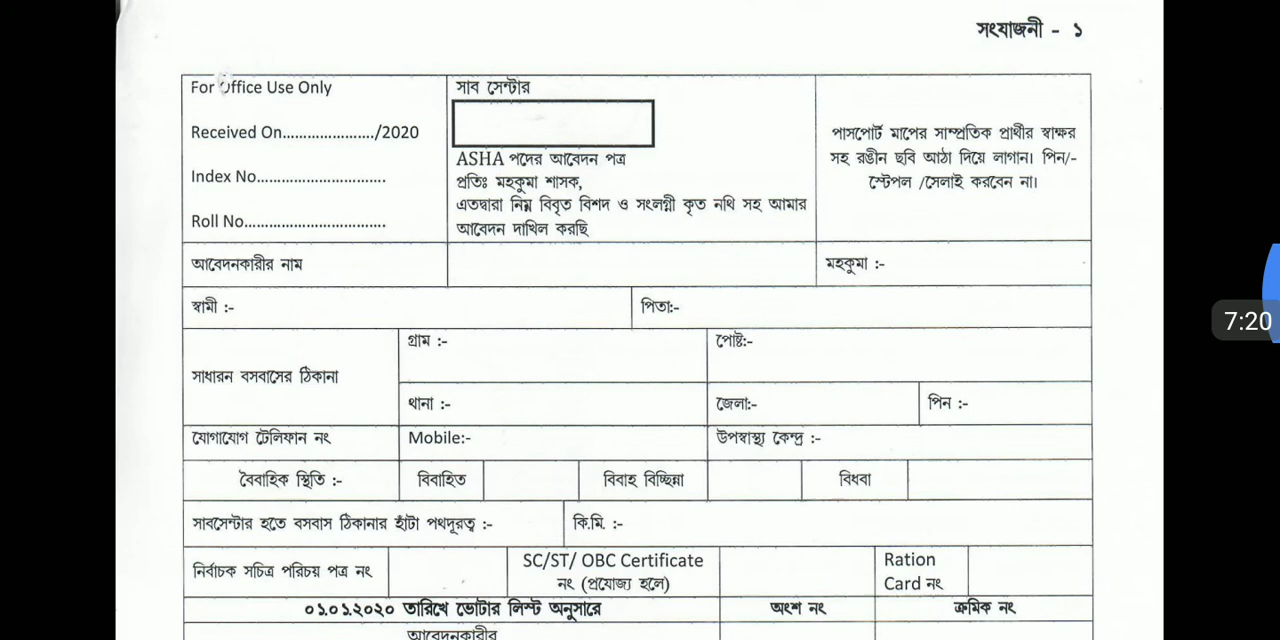 সংযাজনী - ১
For Office Use Only
Received On...................../2020
Index No.............................
Roll No................................
সাব সেন্টার
ASHA পদের আবেদন পত্র
প্রতিঃ মহকুমা শাসক,
এতদ্বারা নিম্ন বিবৃত বিশদ ও সংলগ্নী কৃত নথি সহ আমার
আবেদন দাখিল করছি
পাসপোর্ট মাপের সাম্প্রতিক প্রার্থীর স্বাক্ষর
সহ রঙীন ছবি আঠা দিয়ে লাগান। পিন/-
স্টেপল /সেলাই করবেন না।
আবেদনকারীর নাম
মহকুমা :-
স্বামী :-
পিতা:-
সাধারন বসবাসের ঠিকানা
গ্রাম :-
পোষ্ট:-
থানা :-
জেলা:-
পিন :-
যোগাযোগ টেলিফান নং
Mobile:-
উপস্বাস্থ্য কেন্দ্র :-
বৈবাহিক স্থিতি :-
বিবাহিত
বিবাহ বিচ্ছিন্না
বিধবা
সাবসেন্টার হতে বসবাস ঠিকানার হাঁটা পথদূরত্ব :-
কি.মি. :-
নির্বাচক সচিত্র পরিচয় পত্র নং
SC/ST/ OBC Certificate
নং (প্রযোজ্য হলে)
Ration
Card নং
০১.০১.২০২০ তারিখে ভোটার লিস্ট অনুসারে
অংশ নং
ক্রমিক নং
আবেদনকারীর
7:20